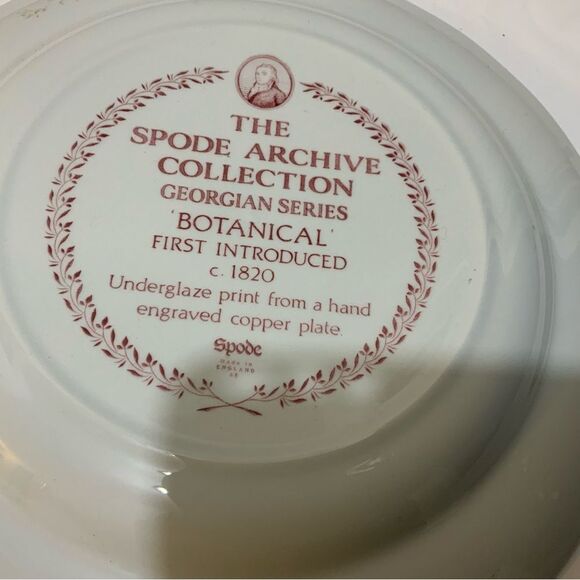 THE
SPODE ARCHIVE
COLLECTION
GEORGIAN SERIES
'BOTANICAL'
FIRST INTRODUCED
c. 1820
Underglaze print from a hand
engraved copper plate.
Spode
MADE IN
ENGLAND